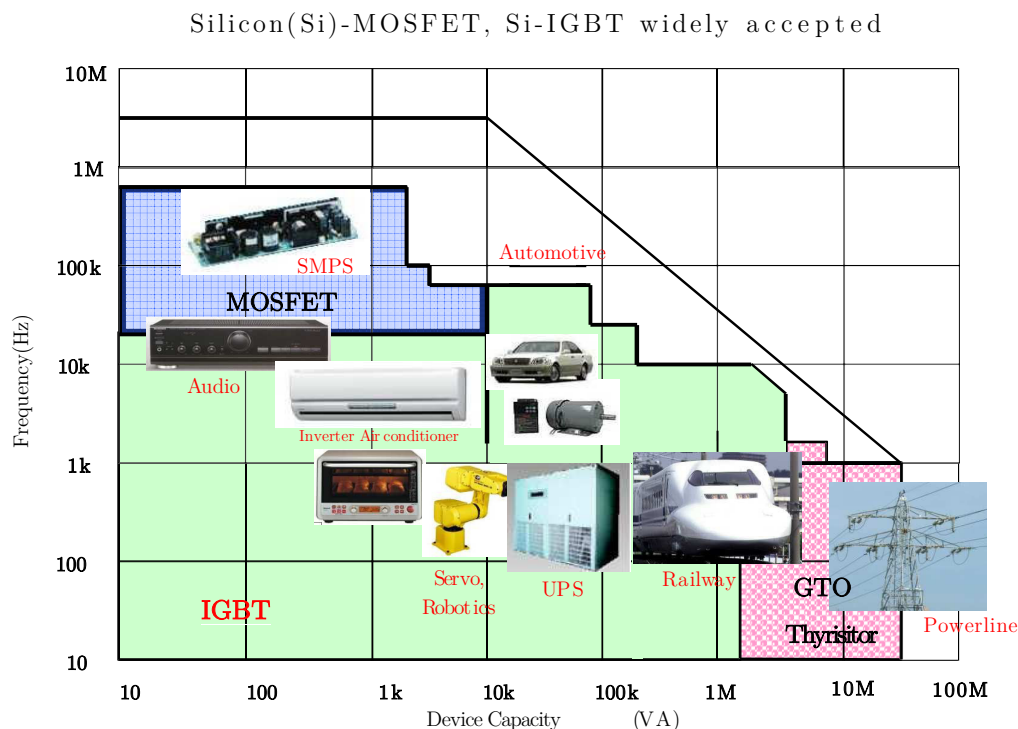 Silicon(Si)-MOSFET, Si-IGBT widely accepted
10M
1M
100k
10k
1k
100
10
Frequency(Hz)
SMPS
MOSFET
Automotive
Audio
Inverter Air conditioner
Servo,
Robotics
UPS
Railway
GTO
Thyrisitor
Powerline
IGBT
10
100
1k
10k
100k
1M
10M
100M
Device Capacity (VA)